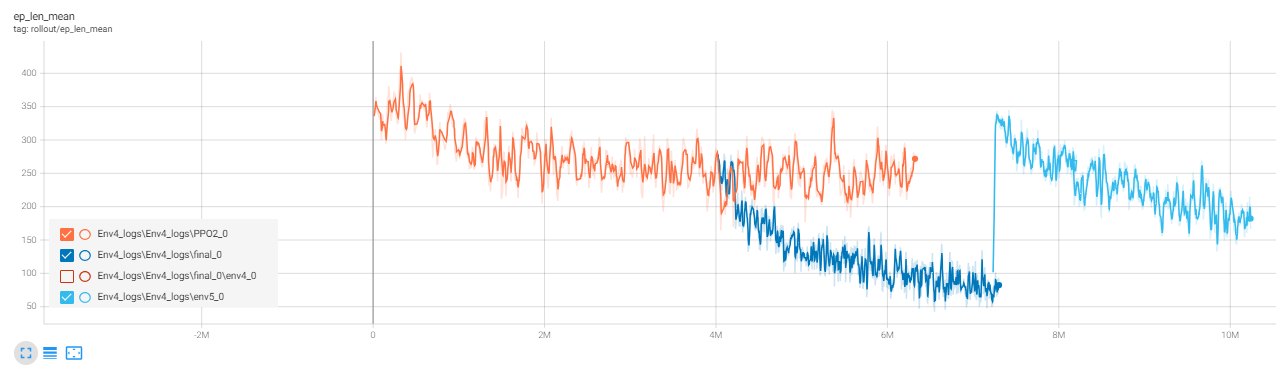 ep_len_mean
tag: rollout/ep_len_mean
400
350
300
250
200
150
100
50
Env4_logs\Env4_logs\PPO2_0
Env4_logs\Env4_logs\final_0
Env4_logs\Env4_logs\final_0\env4_0
Env4_logs\Env4_logs\env5_0
-2M 0 2M 4M 6M 8M 10M